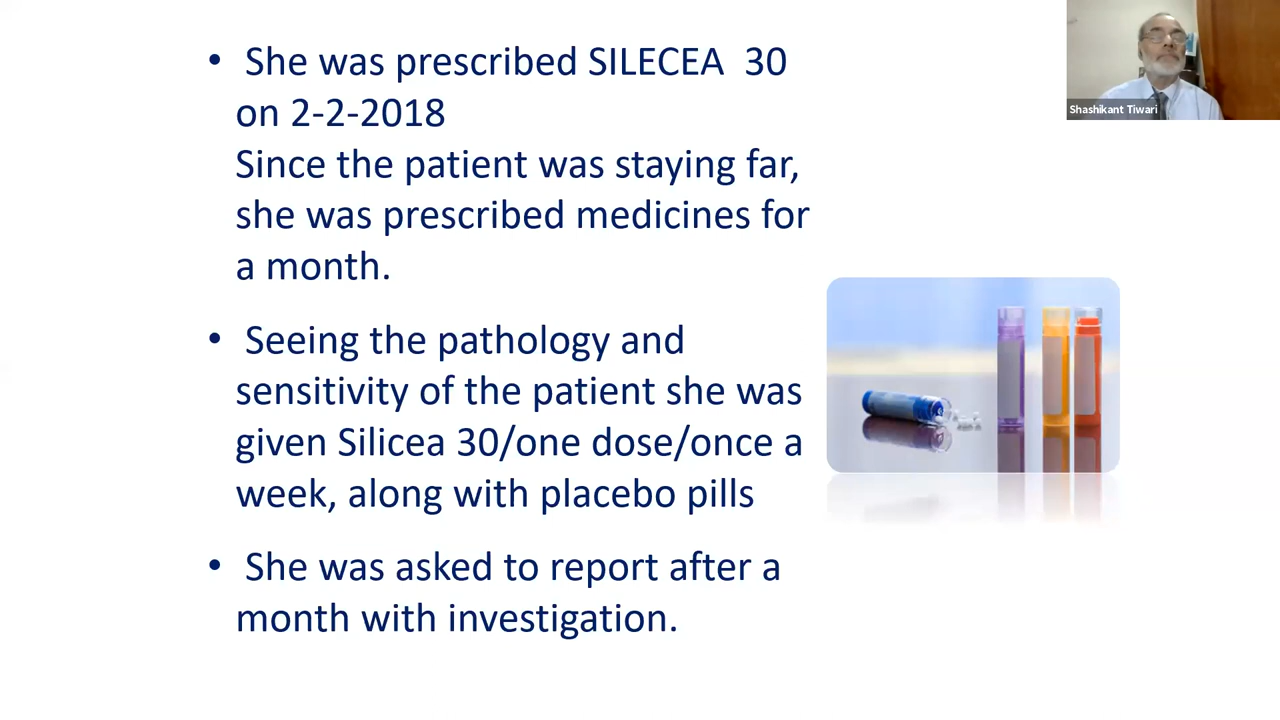 • She was prescribed SILECEA 30
on 2-2-2018
Since the patient was staying far,
she was prescribed medicines for
a month.
• Seeing the pathology and
sensitivity of the patient she was
given Silicea 30/one dose/once a
week, along with placebo pills
• She was asked to report after a
month with investigation.
Shashikant Tiwari